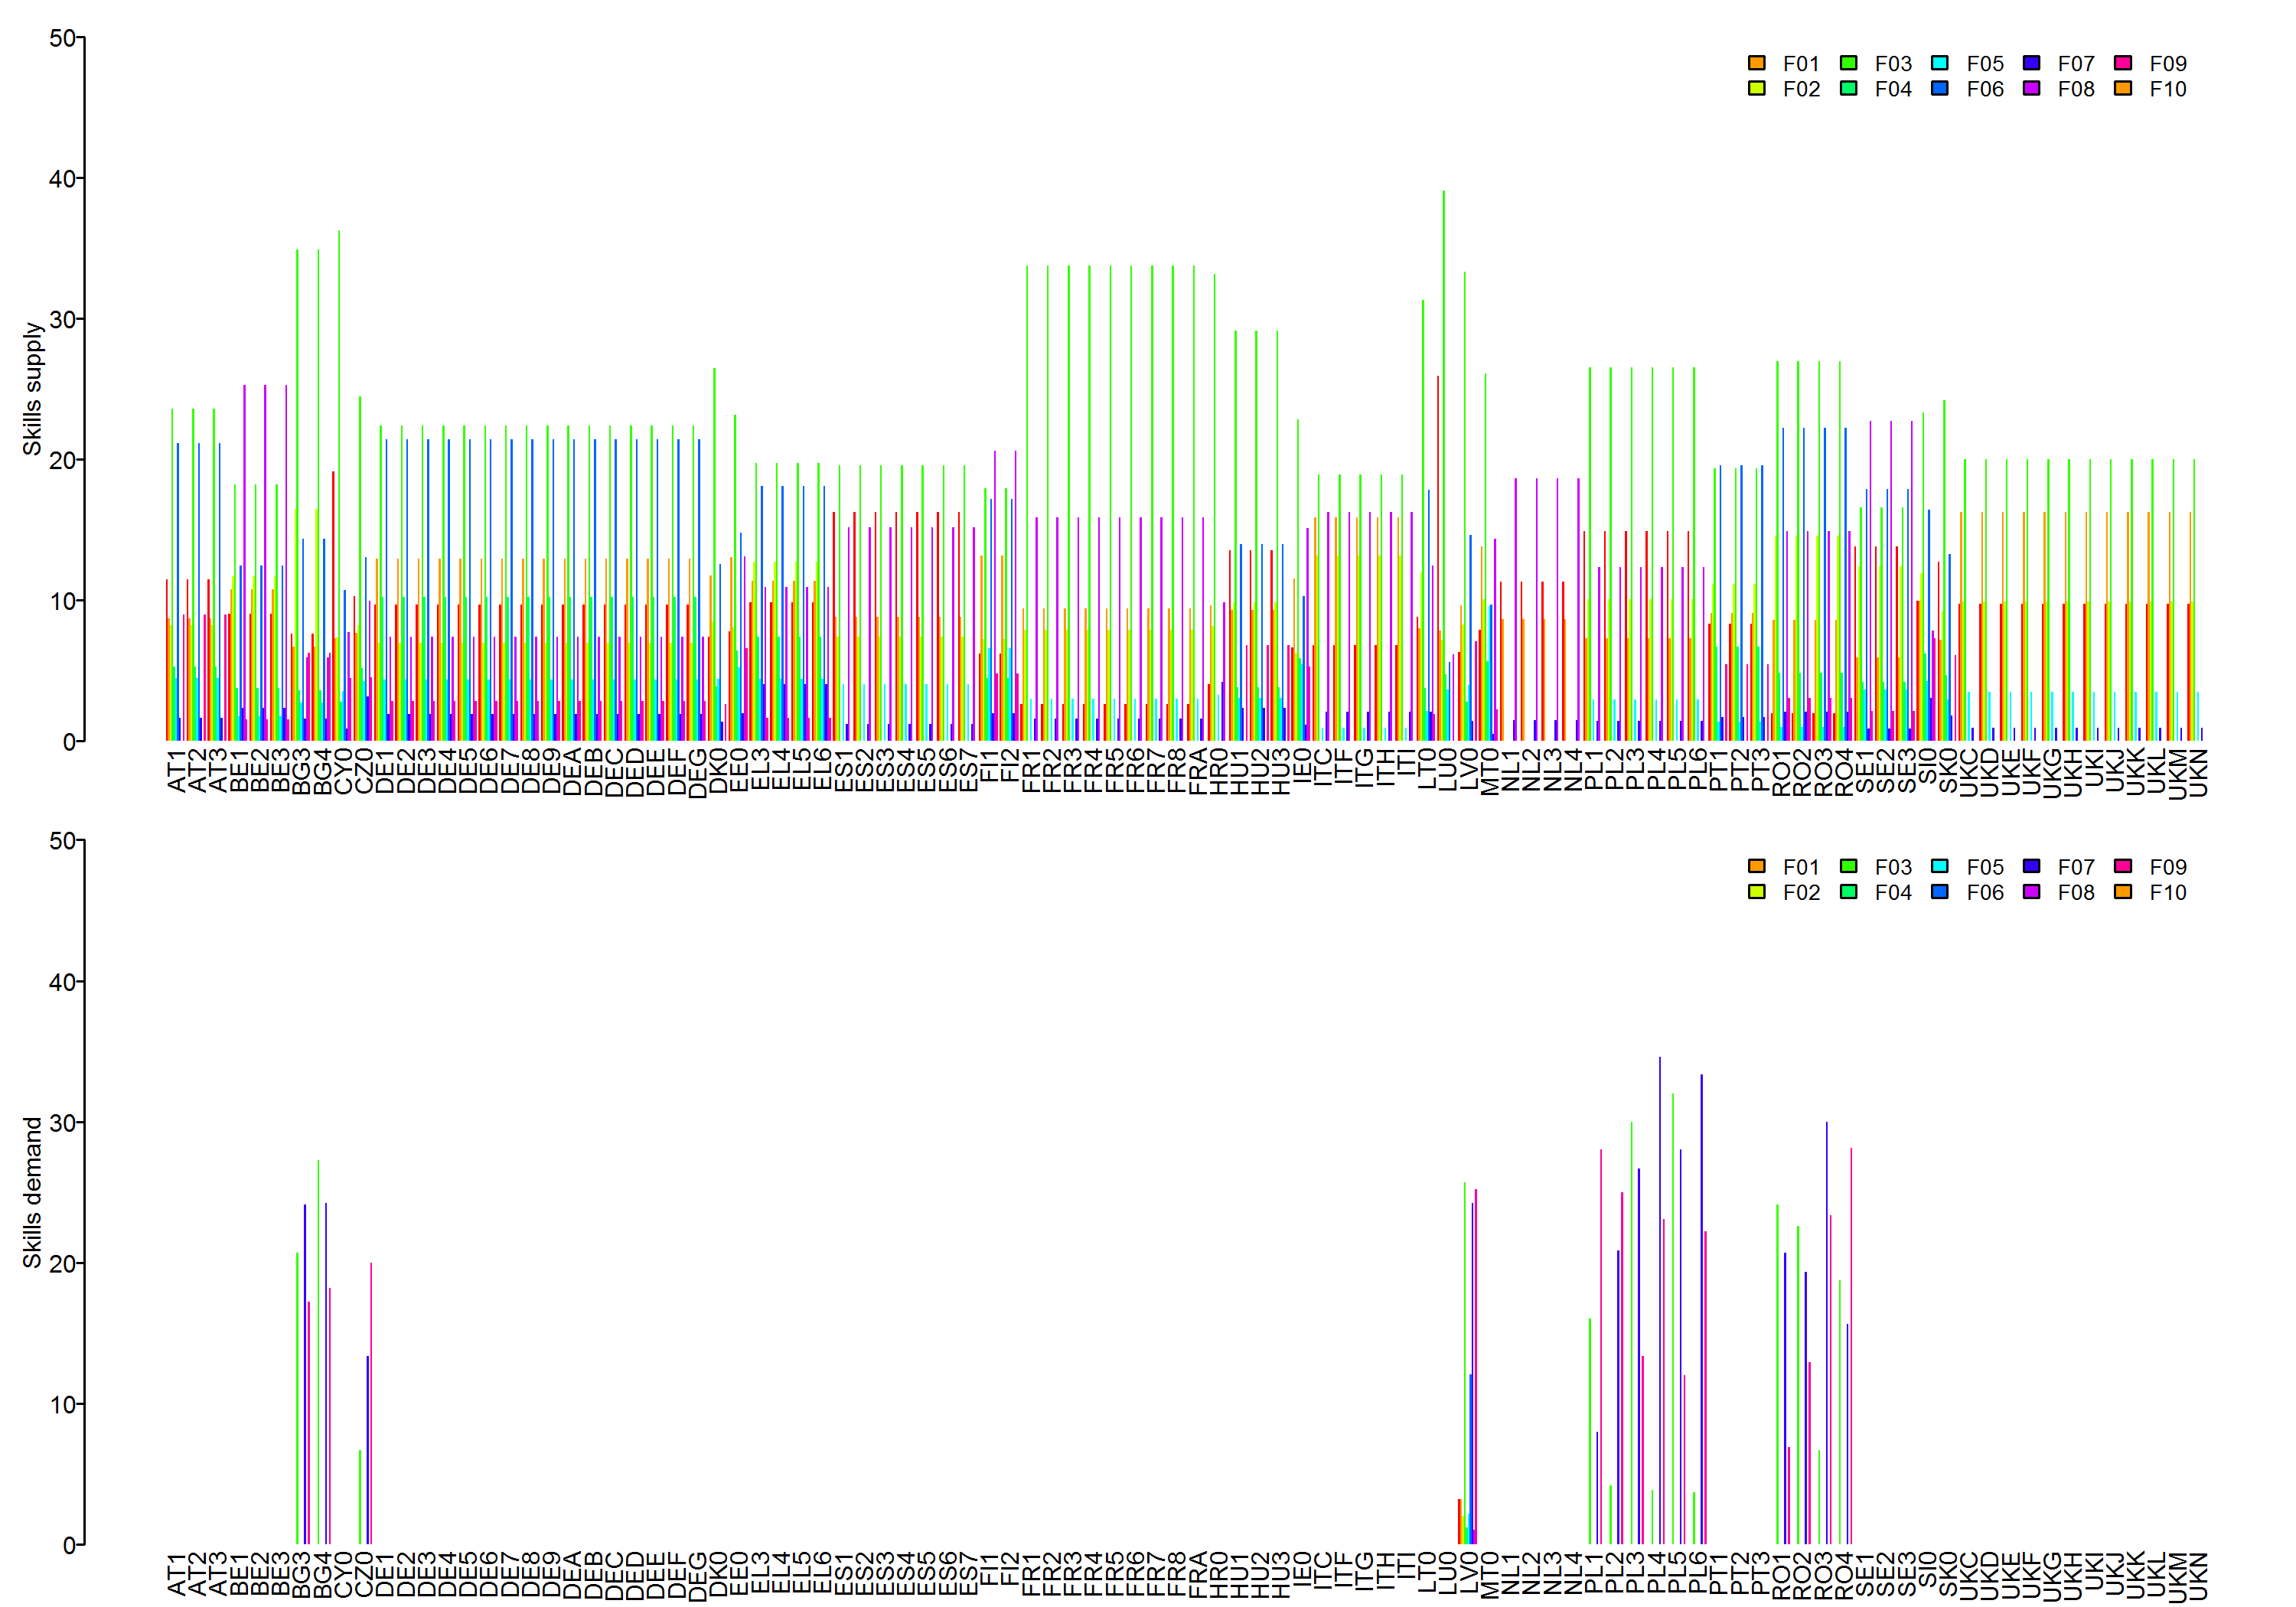 50
40
30
20
10
0
Skills supply
F01 F03 F05 F07 F09
F02 F04 F06 F08 F10
AT1 AT2 AT3 BE1 BE2 BE3 BG3 BG4 CY0 CZ0 DE1 DE2 DE3 DE4 DE5 DE6 DE7 DE8 DE9 DEA DEB DEC DED DEE DEF DEG DK0 EE0 EL3 EL4 EL5 EL6 ES1 ES2 ES3 ES4 ES5 ES6 ES7 FI1 FI2 FR1 FR2 FR3 FR4 FR5 FR6 FR7 FR8 FRA HR0 HU1 HU2 HU3 IE0 ITC ITF ITG ITH ITI LT0 LU0 LV0 MT0 NL1 NL2 NL3 NL4 PL1 PL2 PL3 PL4 PL5 PL6 PT1 PT2 PT3 RO1 RO2 RO3 RO4 SE1 SE2 SE3 SI0 SK0 UKC UKD UKE UKF UKG UKH UKI UKJ UKK UKL UKM UKN
50
40
30
20
10
0
Skills demand
F01 F03 F05 F07 F09
F02 F04 F06 F08 F10
AT1 AT2 AT3 BE1 BE2 BE3 BG3 BG4 CY0 CZ0 DE1 DE2 DE3 DE4 DE5 DE6 DE7 DE8 DE9 DEA DEB DEC DED DEE DEF DEG DK0 EE0 EL3 EL4 EL5 EL6 ES1 ES2 ES3 ES4 ES5 ES6 ES7 FI1 FI2 FR1 FR2 FR3 FR4 FR5 FR6 FR7 FR8 FRA HR0 HU1 HU2 HU3 IE0 ITC ITF ITG ITH ITI LT0 LU0 LV0 MT0 NL1 NL2 NL3 NL4 PL1 PL2 PL3 PL4 PL5 PL6 PT1 PT2 PT3 RO1 RO2 RO3 RO4 SE1 SE2 SE3 SI0 SK0 UKC UKD UKE UKF UKG UKH UKI UKJ UKK UKL UKM UKN